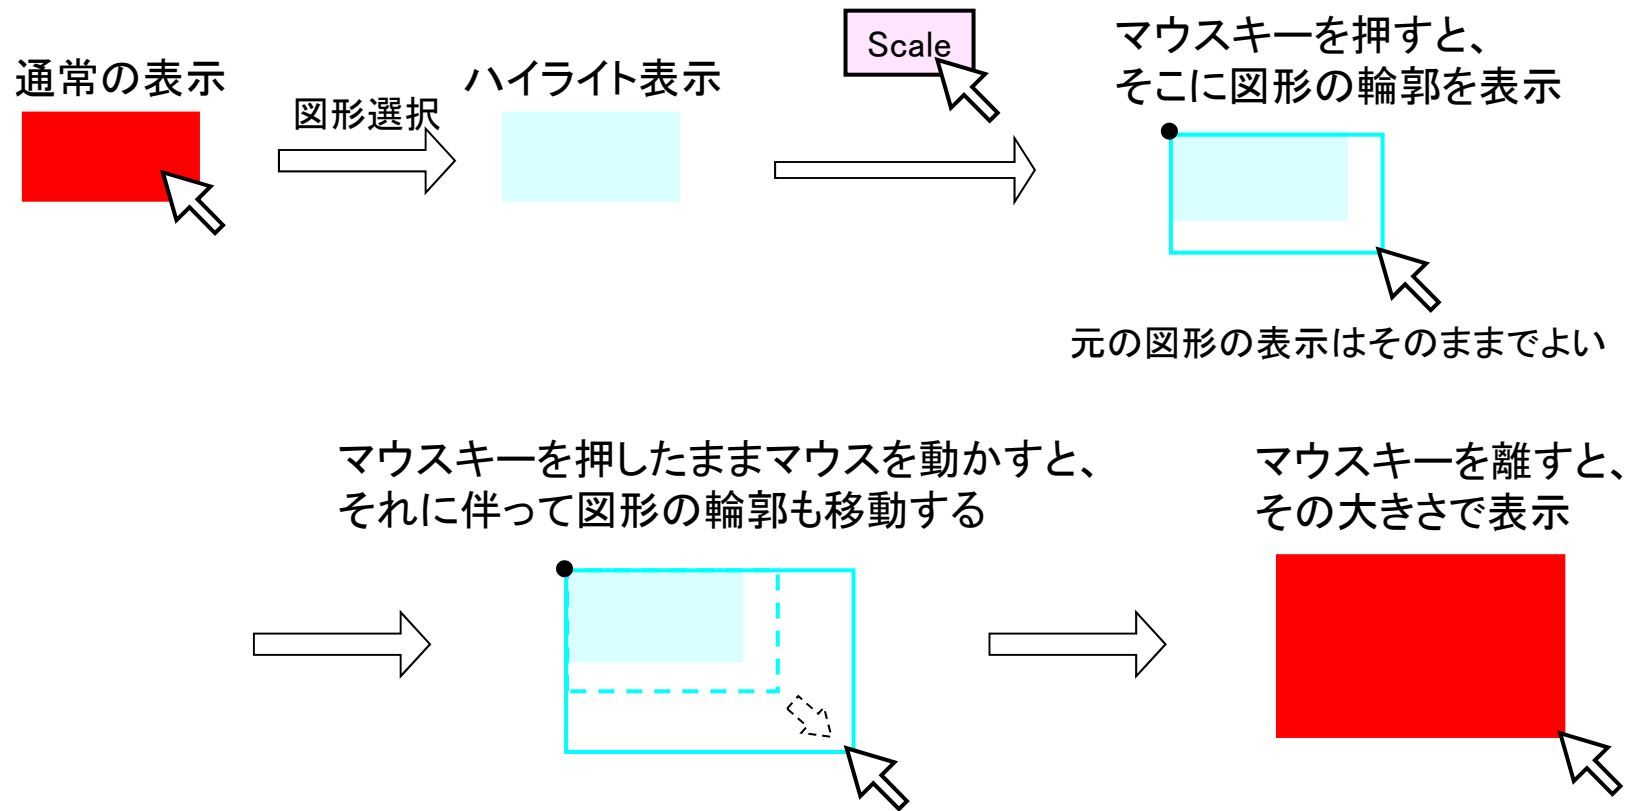 通常の表示
図形選択
ハイライト表示
Scale
マウスキーを押すと、
そこに図形の輪郭を表示
元の図形の表示はそのままでよい
マウスキーを押したままマウスを動かすと、
それに伴って図形の輪郭も移動する
マウスキーを離すと、
その大きさで表示